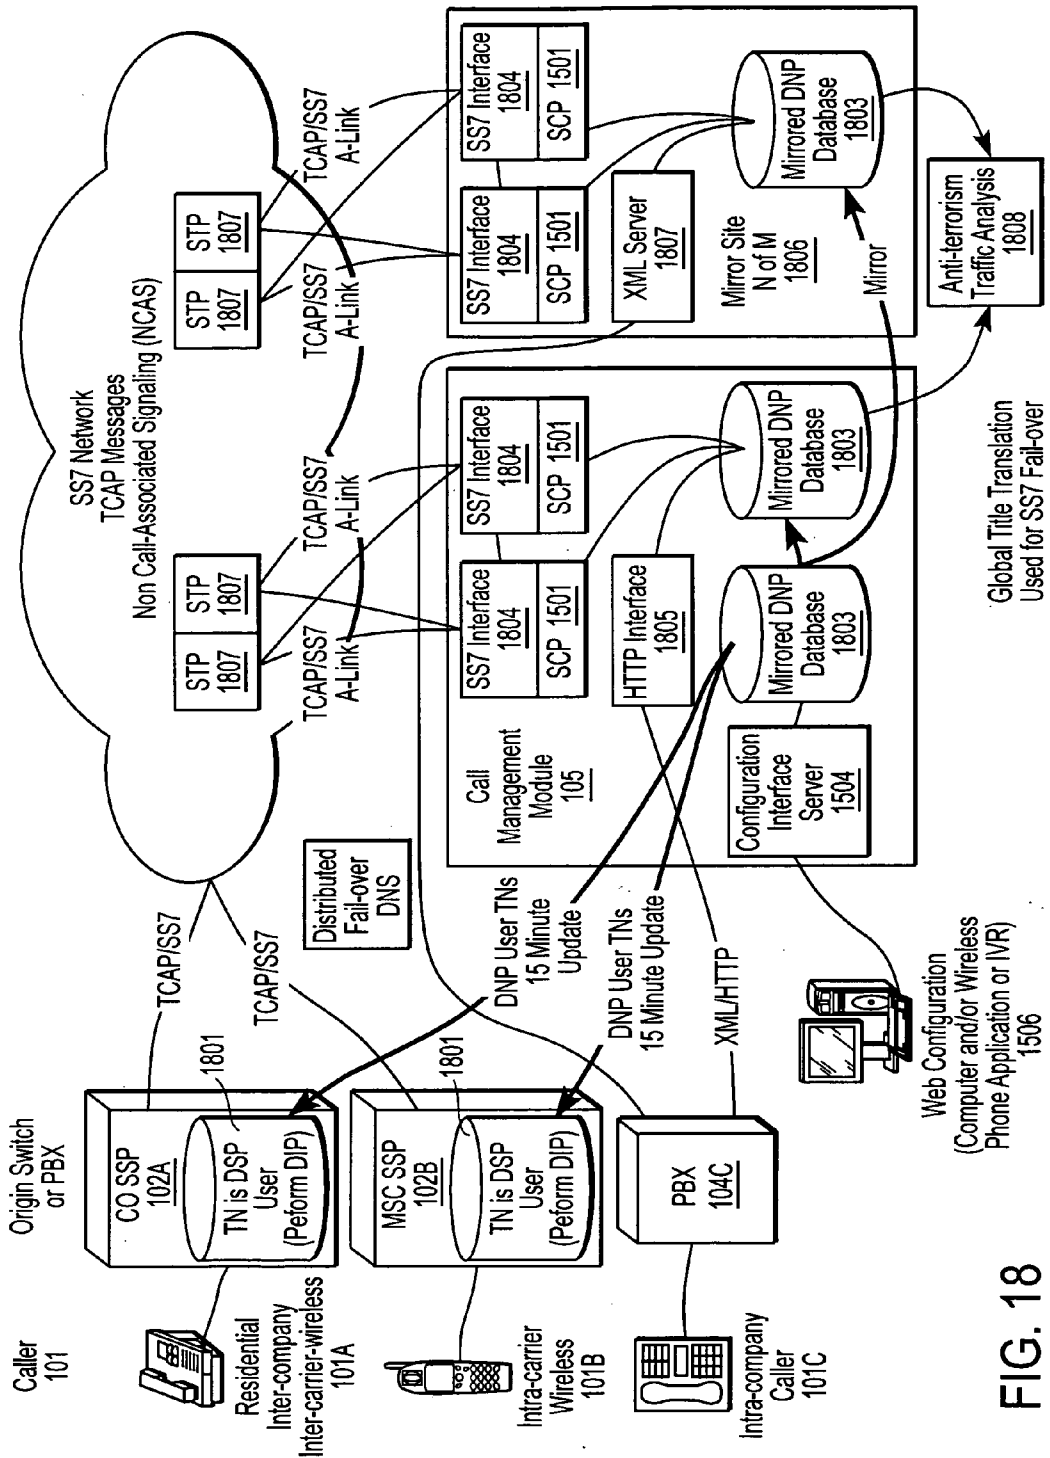 Caller
101
Origin Switch
or PBX
Residential
Inter-company
Inter-carrier-wireless
101A
CO SSP
102A
TN is DSP
User
(Peform DIP)
1801
TCAP/SS7
Intra-carrier
Wireless
101B
MSC SSP
102B
TN is DSP
User
(Peform DIP)
1801
TCAP/SS7
Intra-company
Caller
101C
PBX
104C
Distributed
Fail-over
DNS
DNP User TNs
15 Minute
Update
DNP User TNs
15 Minute Update
XML/HTTP
Web Configuration
(Computer and/or Wireless
Phone Application or IVR)
1506
SS7 Network
TCAP Messages
Non Call-Associated Signaling (NCAS)
STP
1807
STP
1807
STP
1807
STP
1807
TCAP/SS7
A-Link
TCAP/SS7
A-Link
TCAP/SS7
A-Link
TCAP/SS7
A-Link
Call
Management
Module
105
SS7 Interface
1804
SCP 1501
SS7 Interface
1804
SCP 1501
HTTP Interface
1805
Configuration
Interface
Server
1504
Mirrored DNP
Database
1803
Mirrored DNP
Database
1803
SS7 Interface
1804
SCP 1501
SS7 Interface
1804
SCP 1501
XML Server
1807
Mirror Site
N of M
1806
Mirrored DNP
Database
1803
Mirror
Anti-terrorism
Traffic Analysis
1808
Global Title Translation
Used for SS7 Fail-over
FIG. 18